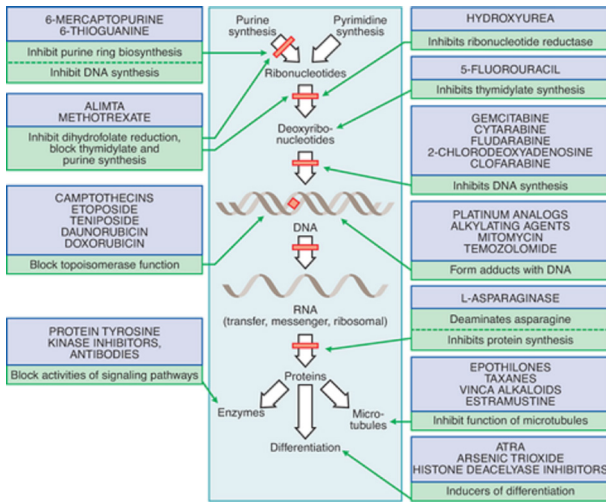 6-MERCAPTOPURINE
6-THIOGUANINE
Inhibit purine ring biosynthesis
Inhibit DNA synthesis
ALIMTA
METHOTREXATE
Inhibit dihydrofolate reduction,
block thymidylate and
purine synthesis
CAMPTOTHECINS
ETOPOSIDE
TENIPOSIDE
DAUNORUBICIN
DOXORUBICIN
Block topoisomerase function
PROTEIN TYROSINE
KINASE INHIBITORS,
ANTIBODIES
Block activities of signaling pathways
Purine
synthesis
Pyrimidine
synthesis
Ribonucleotides
Deoxyribo-
nucleotides
DNA
RNA
(transfer, messenger, ribosomal)
Proteins
Enzymes
Micro-
tubules
Differentiation
HYDROXYUREA
Inhibits ribonucleotide reductase
5-FLUOROURACIL
Inhibits thymidylate synthesis
GEMCITABINE
CYTARABINE
FLUDARABINE
2-CHLORODEOXYADENOSINE
CLOFARABINE
Inhibits DNA synthesis
PLATINUM ANALOGS
ALKYLATING AGENTS
MITOMYCIN
TEMOZOLOMIDE
Form adducts with DNA
L-ASPARAGINASE
Deaminates asparagine
Inhibits protein synthesis
EPOTHILONES
TAXANES
VINCA ALKALOIDS
ESTRAMUSTINE
Inhibit function of microtubules
ATRA
ARSENIC TRIOXIDE
HISTONE DEACELYASE INHIBITORS
Inducers of differentiation